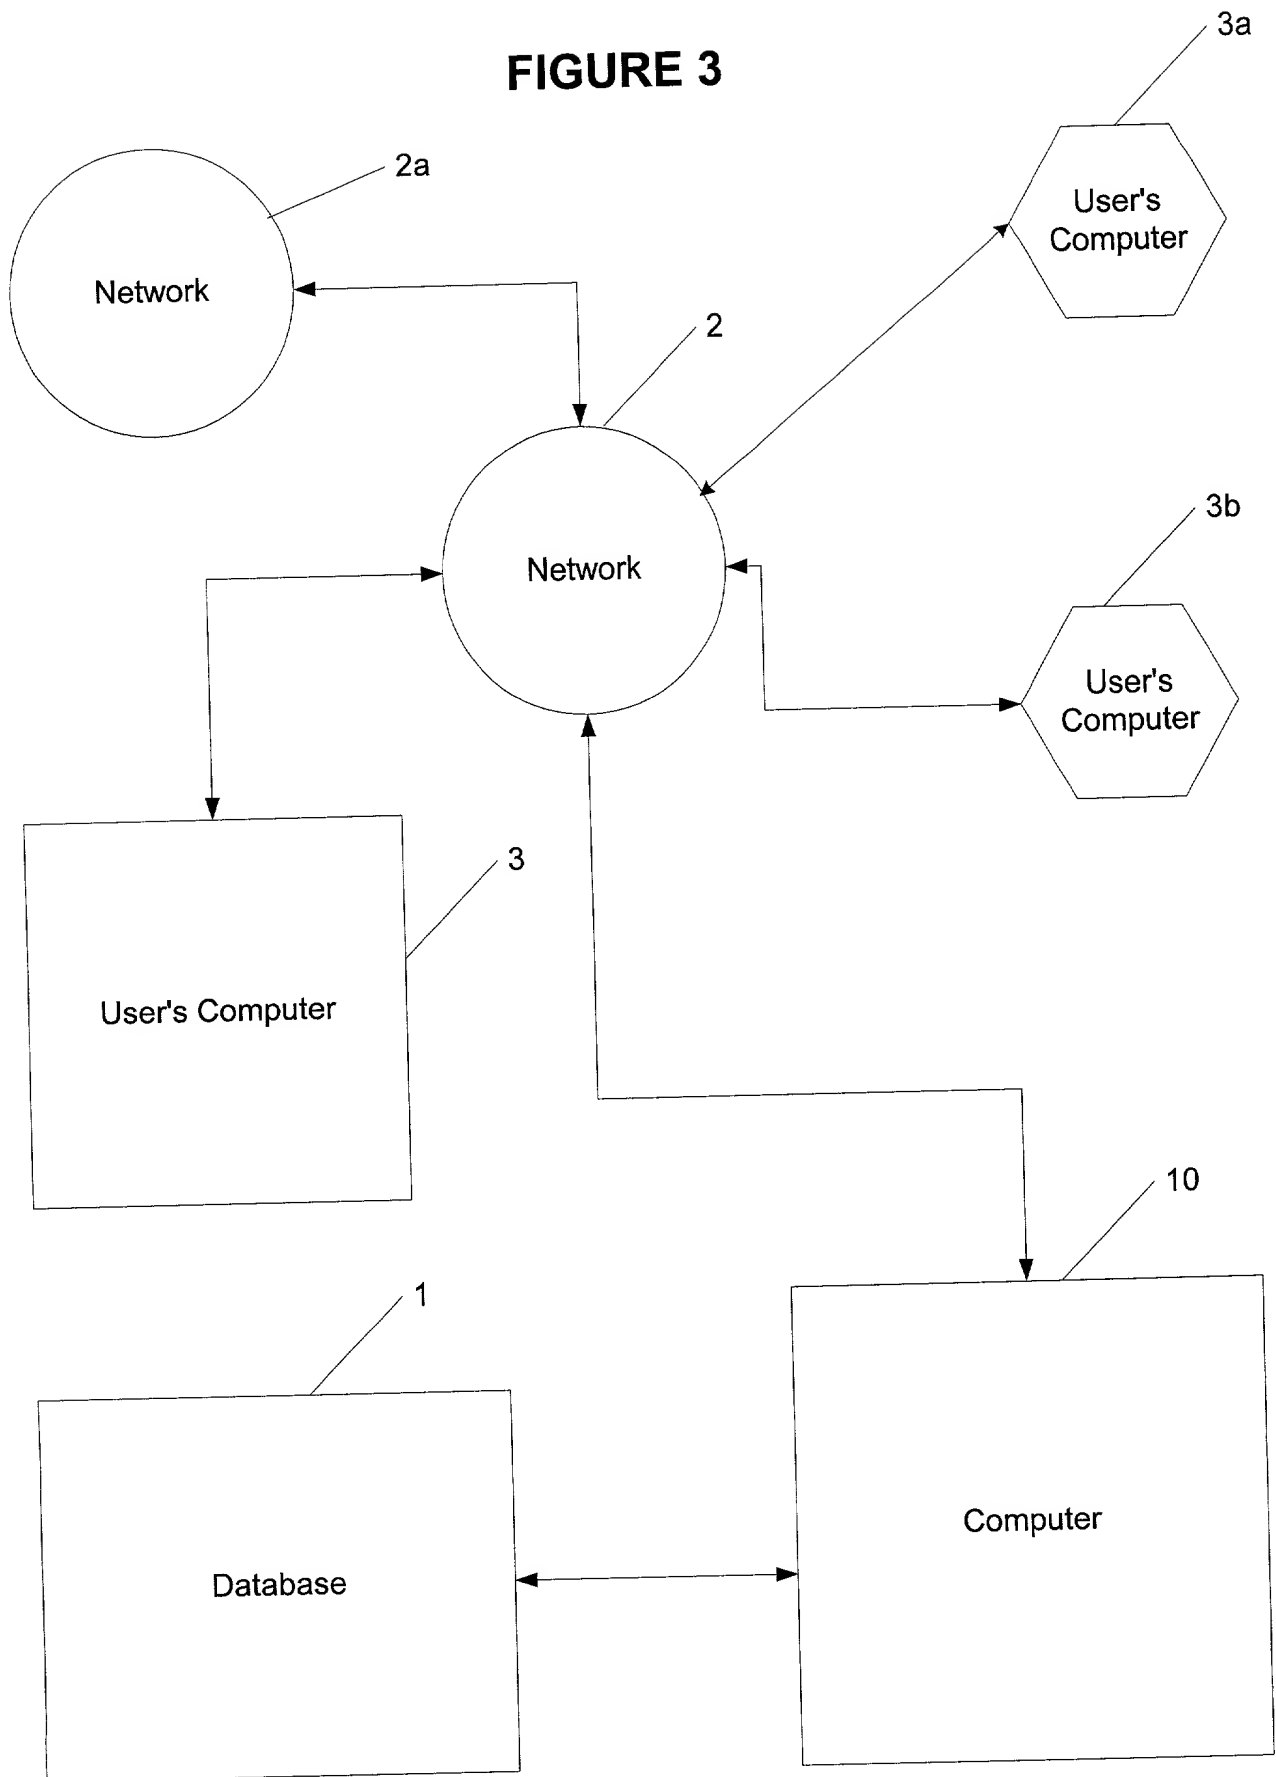 FIGURE 3
3a
2a
User's
Computer
Network
2
3b
Network
User's
Computer
3
User's Computer
10
1
Computer
Database